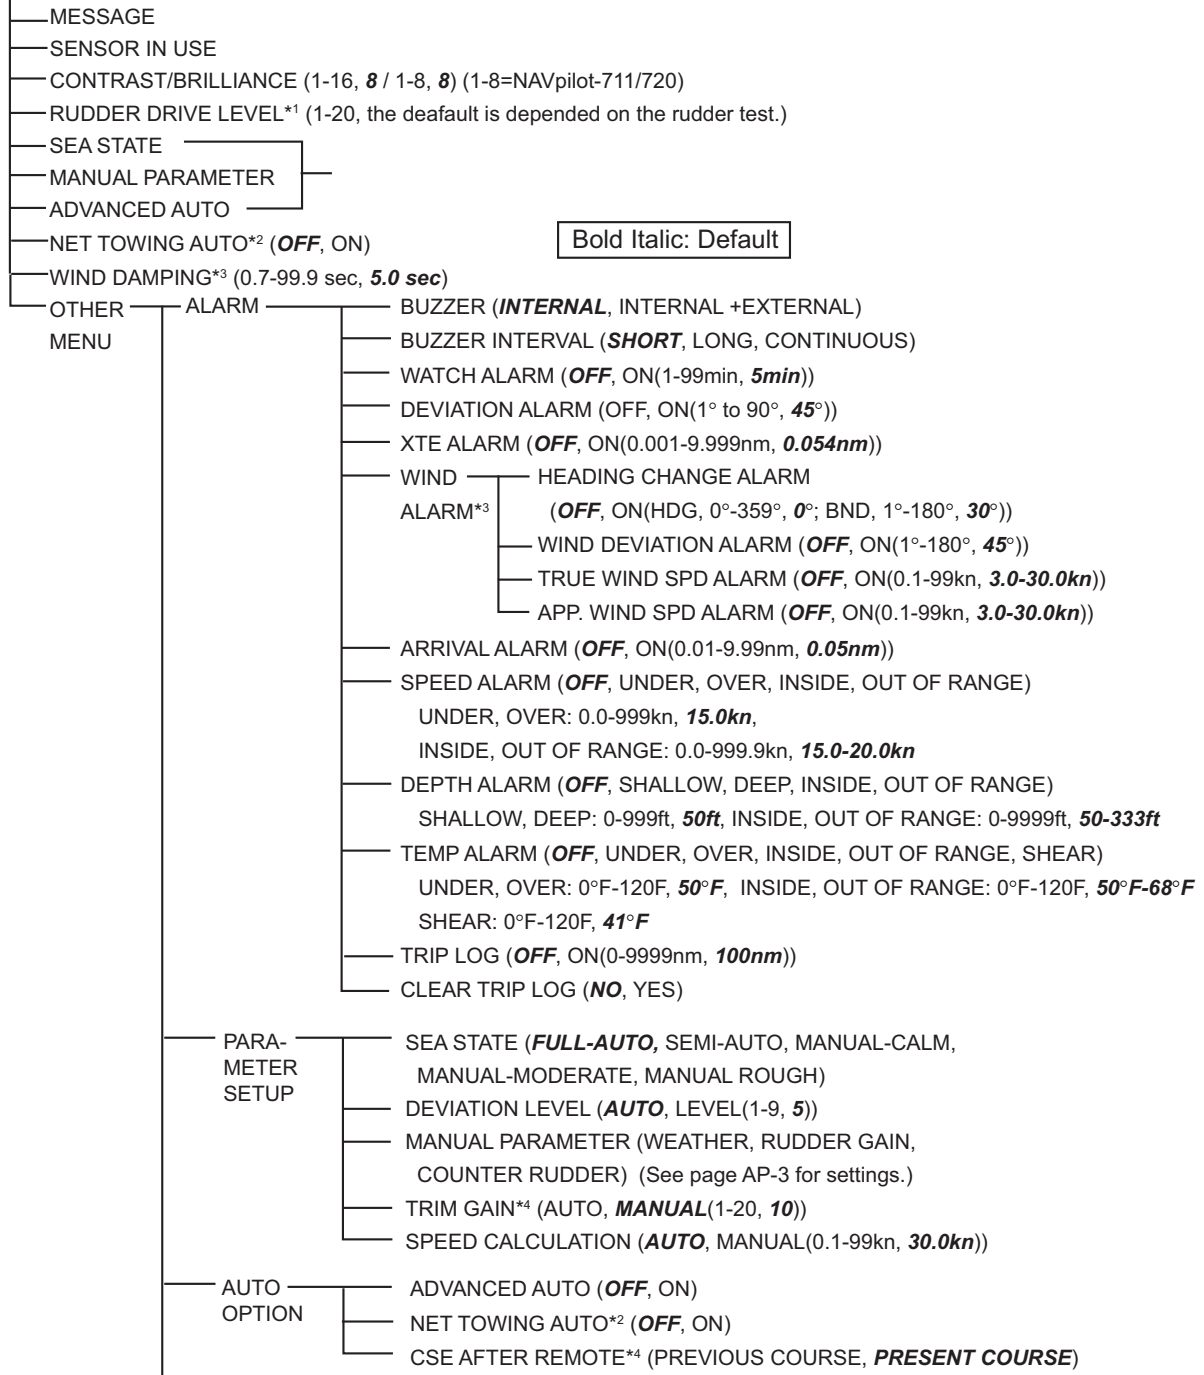 MESSAGE
SENSOR IN USE
CONTRAST/BRILLIANCE (1-16, 8 / 1-8, 8) (1-8=NAVpilot-711/720)
RUDDER DRIVE LEVEL*1 (1-20, the deafault is depended on the rudder test.)
SEA STATE
MANUAL PARAMETER
ADVANCED AUTO
NET TOWING AUTO*2 (OFF, ON)
Bold Italic: Default
WIND DAMPING*3 (0.7-99.9 sec, 5.0 sec)
OTHER
MENU
ALARM
BUZZER (INTERNAL, INTERNAL +EXTERNAL)
BUZZER INTERVAL (SHORT, LONG, CONTINUOUS)
WATCH ALARM (OFF, ON(1-99min, 5min))
DEVIATION ALARM (OFF, ON(1° to 90°, 45°))
XTE ALARM (OFF, ON(0.001-9.999nm, 0.054nm))
WIND
ALARM*3
HEADING CHANGE ALARM
(OFF, ON(HDG, 0°-359°, 0°; BND, 1°-180°, 30°))
WIND DEVIATION ALARM (OFF, ON(1°-180°, 45°))
TRUE WIND SPD ALARM (OFF, ON(0.1-99kn, 3.0-30.0kn))
APP. WIND SPD ALARM (OFF, ON(0.1-99kn, 3.0-30.0kn))
ARRIVAL ALARM (OFF, ON(0.01-9.99nm, 0.05nm))
SPEED ALARM (OFF, UNDER, OVER, INSIDE, OUT OF RANGE)
UNDER, OVER: 0.0-999kn, 15.0kn,
INSIDE, OUT OF RANGE: 0.0-999.9kn, 15.0-20.0kn
DEPTH ALARM (OFF, SHALLOW, DEEP, INSIDE, OUT OF RANGE)
SHALLOW, DEEP: 0-999ft, 50ft, INSIDE, OUT OF RANGE: 0-9999ft, 50-333ft
TEMP ALARM (OFF, UNDER, OVER, INSIDE, OUT OF RANGE, SHEAR)
UNDER, OVER: 0°F-120F, 50°F, INSIDE, OUT OF RANGE: 0°F-120F, 50°F-68°F
SHEAR: 0°F-120F, 41°F
TRIP LOG (OFF, ON(0-9999nm, 100nm))
CLEAR TRIP LOG (NO, YES)
PARA-
METER
SETUP
SEA STATE (FULL-AUTO, SEMI-AUTO, MANUAL-CALM,
MANUAL-MODERATE, MANUAL ROUGH)
DEVIATION LEVEL (AUTO, LEVEL(1-9, 5))
MANUAL PARAMETER (WEATHER, RUDDER GAIN,
COUNTER RUDDER) (See page AP-3 for settings.)
TRIM GAIN*4 (AUTO, MANUAL(1-20, 10))
SPEED CALCULATION (AUTO, MANUAL(0.1-99kn, 30.0kn))
AUTO
OPTION
ADVANCED AUTO (OFF, ON)
NET TOWING AUTO*2 (OFF, ON)
CSE AFTER REMOTE*4 (PREVIOUS COURSE, PRESENT COURSE)